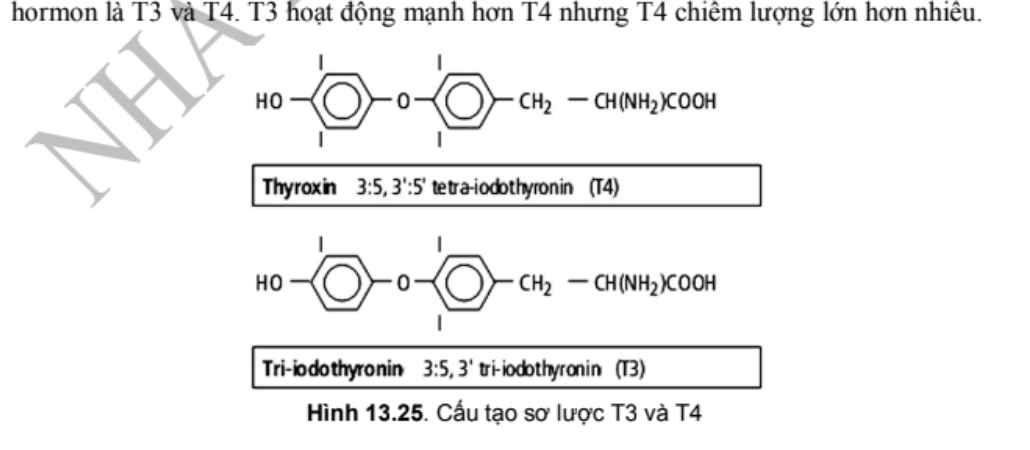 hormon là T3 và T4. T3 hoạt động mạnh hơn T4 nhưng T4 chiếm lượng lớn hơn nhiều.
NHÀ
I I
HO O CH₂ — CH(NH₂)COOH
I I
Thyroxin 3:5, 3':5' tetra-iodothyronin (T4)
I I
HO O CH₂ — CH(NH₂)COOH
I
Tri-iodothyronin 3:5, 3' tri-iodothyronin (T3)
Hình 13.25. Cấu tạo sơ lược T3 và T4